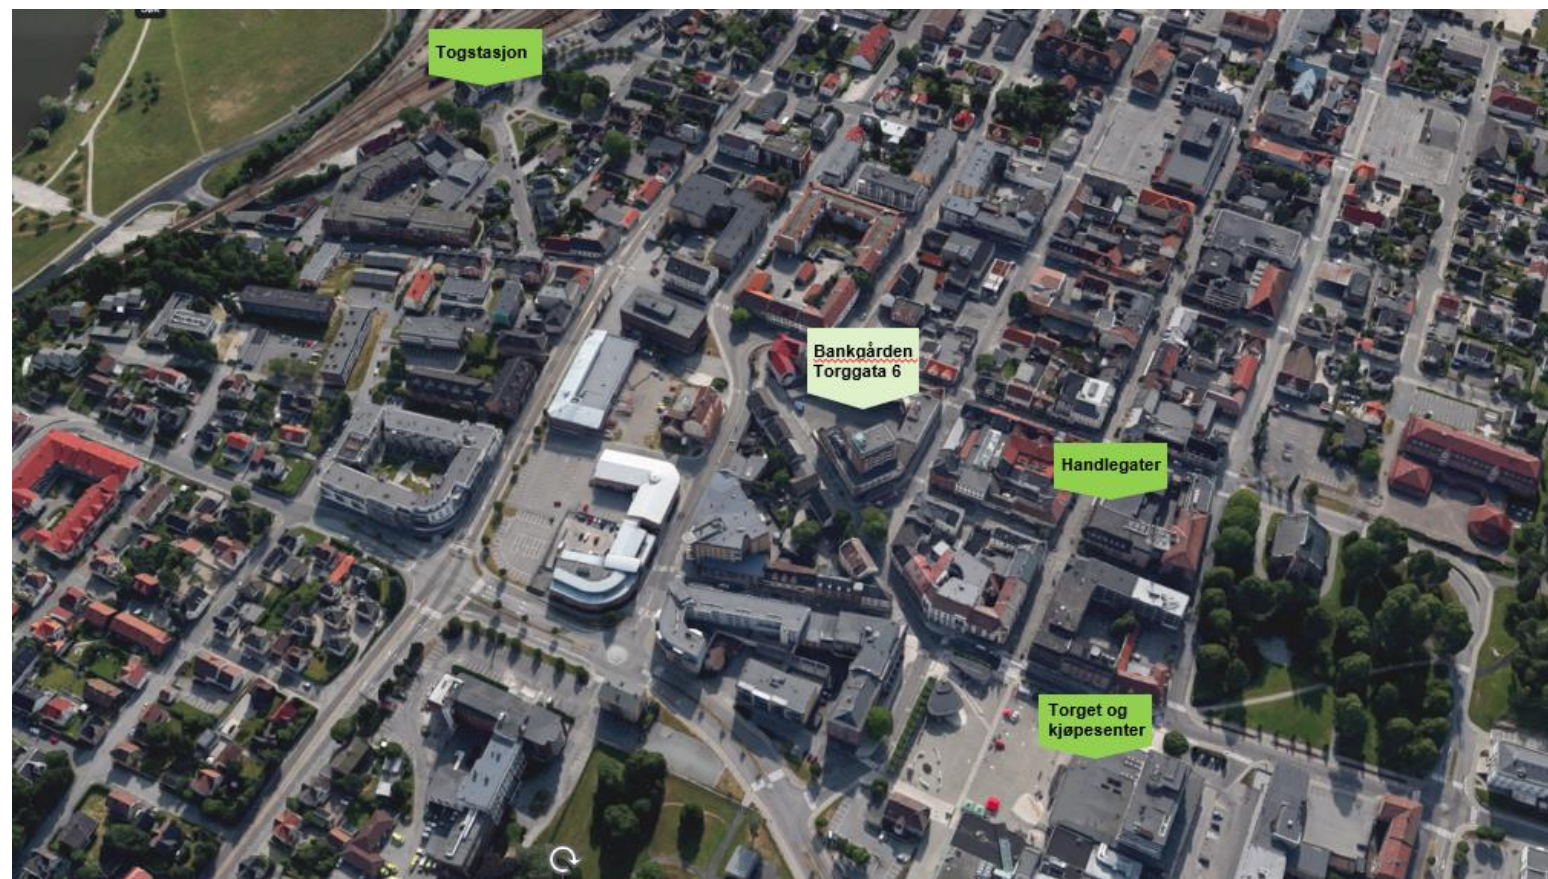 Togstasjon
Bankgården
Torggata 6
Handlegater
Torget og
kjøpesenter